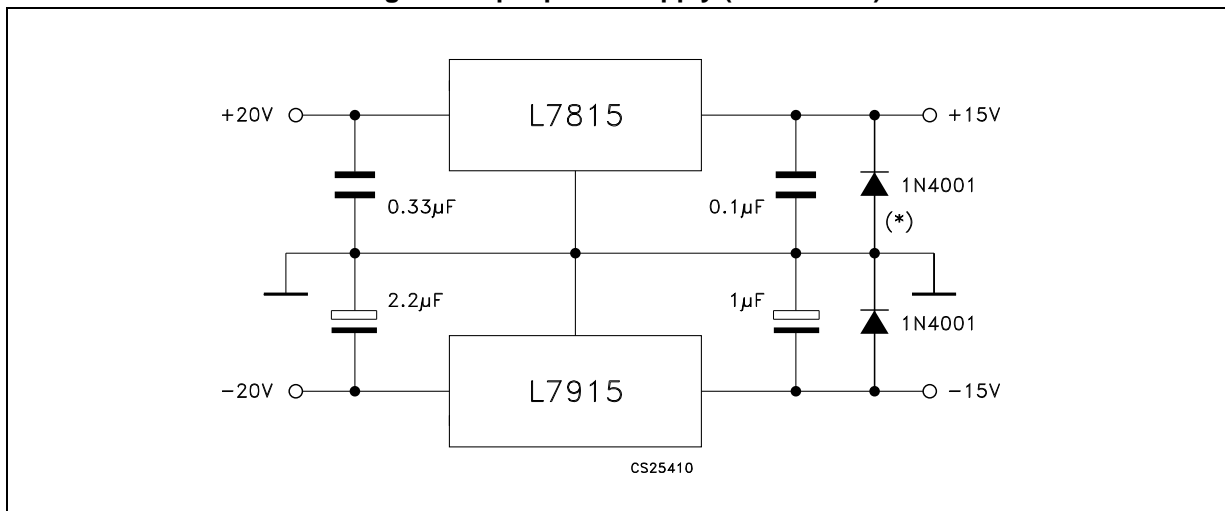 +20V
L7815
+15V
0.33µF
0.1µF
1N4001
(*)
2.2µF
1µF
1N4001
-20V
L7915
-15V
CS25410